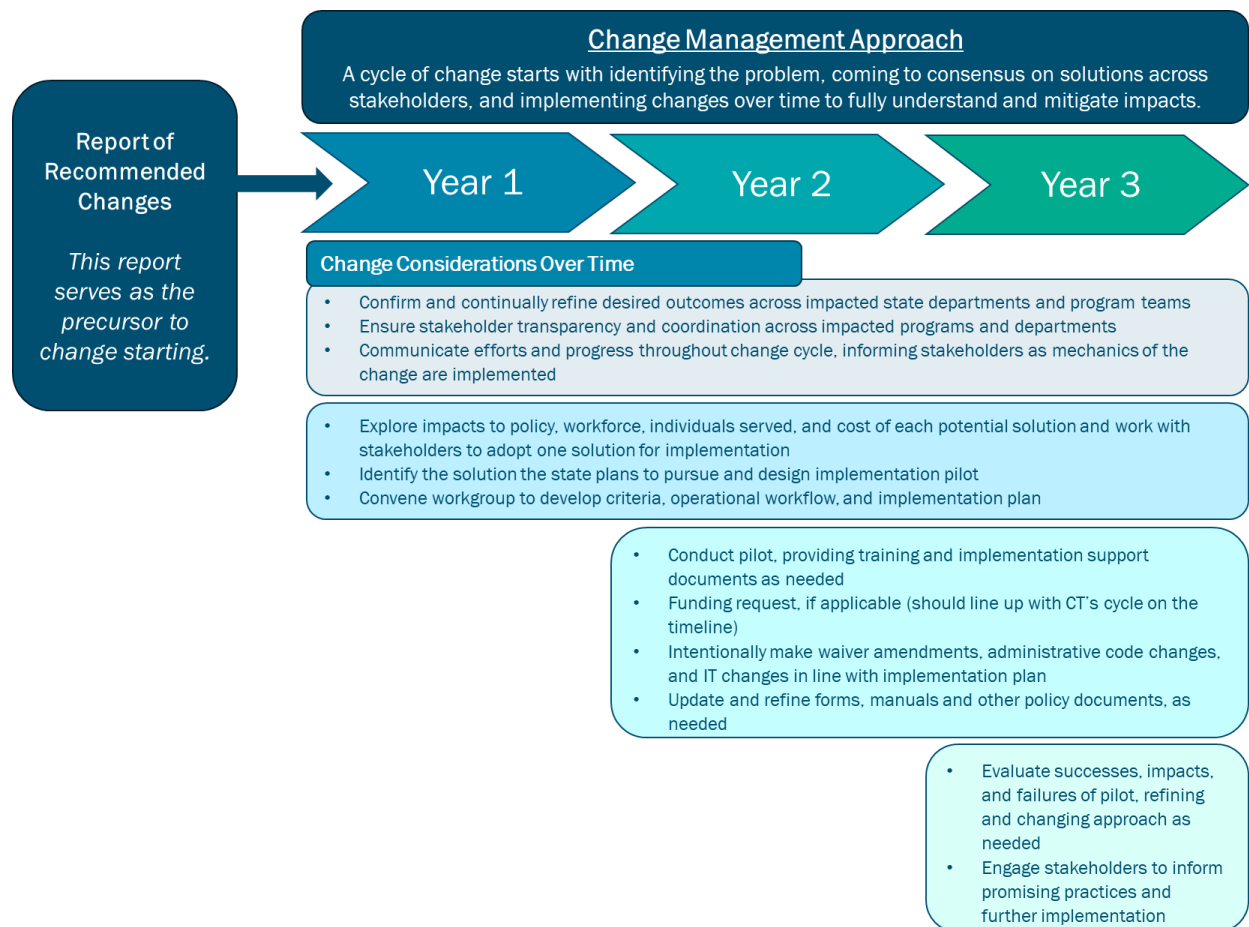 Change Management Approach
A cycle of change starts with identifying the problem, coming to consensus on solutions across
stakeholders, and implementing changes over time to fully understand and mitigate impacts.
Report of
Recommended
Changes
This report
serves as the
precursor to
change starting.
Year 1
Year 2
Year 3
Change Considerations Over Time
• Confirm and continually refine desired outcomes across impacted state departments and program teams
• Ensure stakeholder transparency and coordination across impacted programs and departments
• Communicate efforts and progress throughout change cycle, informing stakeholders as mechanics of the
change are implemented
• Explore impacts to policy, workforce, individuals served, and cost of each potential solution and work with
stakeholders to adopt one solution for implementation
• Identify the solution the state plans to pursue and design implementation pilot
• Convene workgroup to develop criteria, operational workflow, and implementation plan
• Conduct pilot, providing training and implementation support
documents as needed
• Funding request, if applicable (should line up with CT's cycle on the
timeline)
• Intentionally make waiver amendments, administrative code changes,
and IT changes in line with implementation plan
• Update and refine forms, manuals and other policy documents, as
needed
• Evaluate successes, impacts,
and failures of pilot, refining
and changing approach as
needed
• Engage stakeholders to inform
promising practices and
further implementation